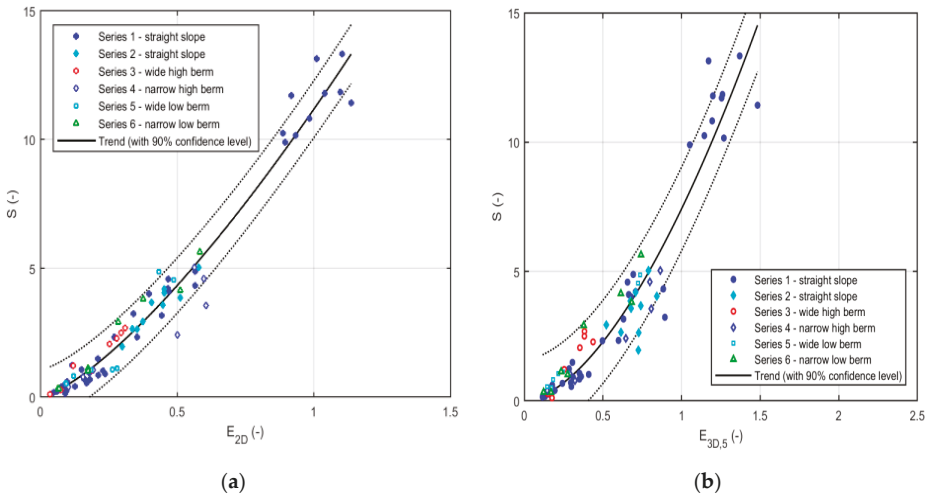 15
10
5
0
S (-)
Series 1 - straight slope
Series 2 - straight slope
Series 3 - wide high berm
Series 4 - narrow high berm
Series 5 - wide low berm
Series 6 - narrow low berm
Trend (with 90% confidence level)
0 0.5 1 1.5
E2D (-)
(a)
15
10
5
0
S (-)
Series 1 - straight slope
Series 2 - straight slope
Series 3 - wide high berm
Series 4 - narrow high berm
Series 5 - wide low berm
Series 6 - narrow low berm
Trend (with 90% confidence level)
0 0.5 1 1.5 2 2.5
E3D,5 (-)
(b)